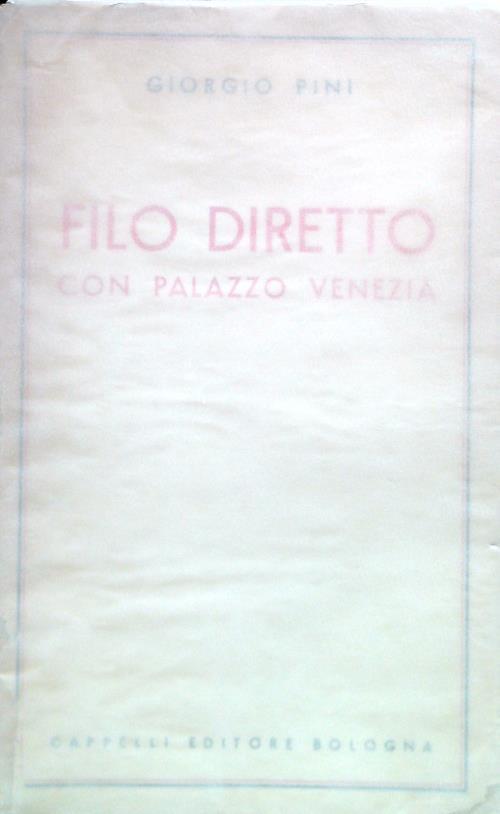 GIORGIO PINI
FILO DIRETTO
CON PALAZZO VENEZIA
CAPPELLI EDITORE BOLOGNA